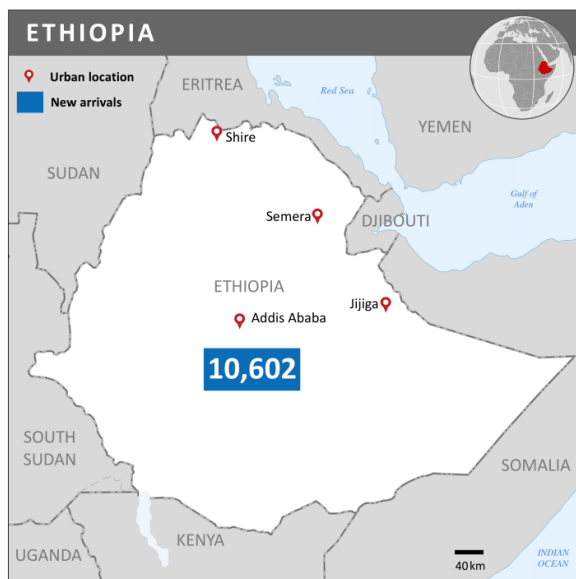 ETHIOPIA
Urban location
New arrivals
ERITREA
Red Sea
YEMEN
Shire
SUDAN
Gulf of
Aden
Semera
DJIBOUTI
ETHIOPIA
Jijiga
Addis Ababa
10,602
SOUTH
SUDAN
SOMALIA
KENYA
UGANDA
40 km
INDIAN
OCEAN